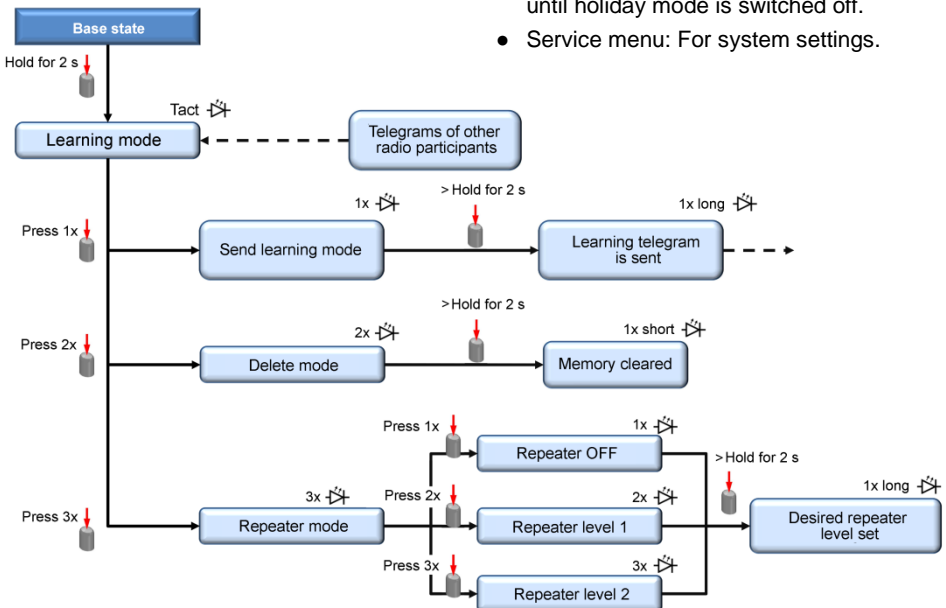 until holiday mode is switched off.
● Service menu: For system settings.
Base state
Hold for 2 s
Tact
Learning mode
Telegrams of other
radio participants
Press 1x
1x
Send learning mode
> Hold for 2 s
1x long
Learning telegram
is sent
Press 2x
2x
Delete mode
>Hold for 2 s
1x short
Memory cleared
Press 3x
3x
Repeater mode
Press 1x
1x
Repeater OFF
Press 2x
2x
Repeater level 1
Press 3x
3x
Repeater level 2
>Hold for 2 s
1x long
Desired repeater
level set